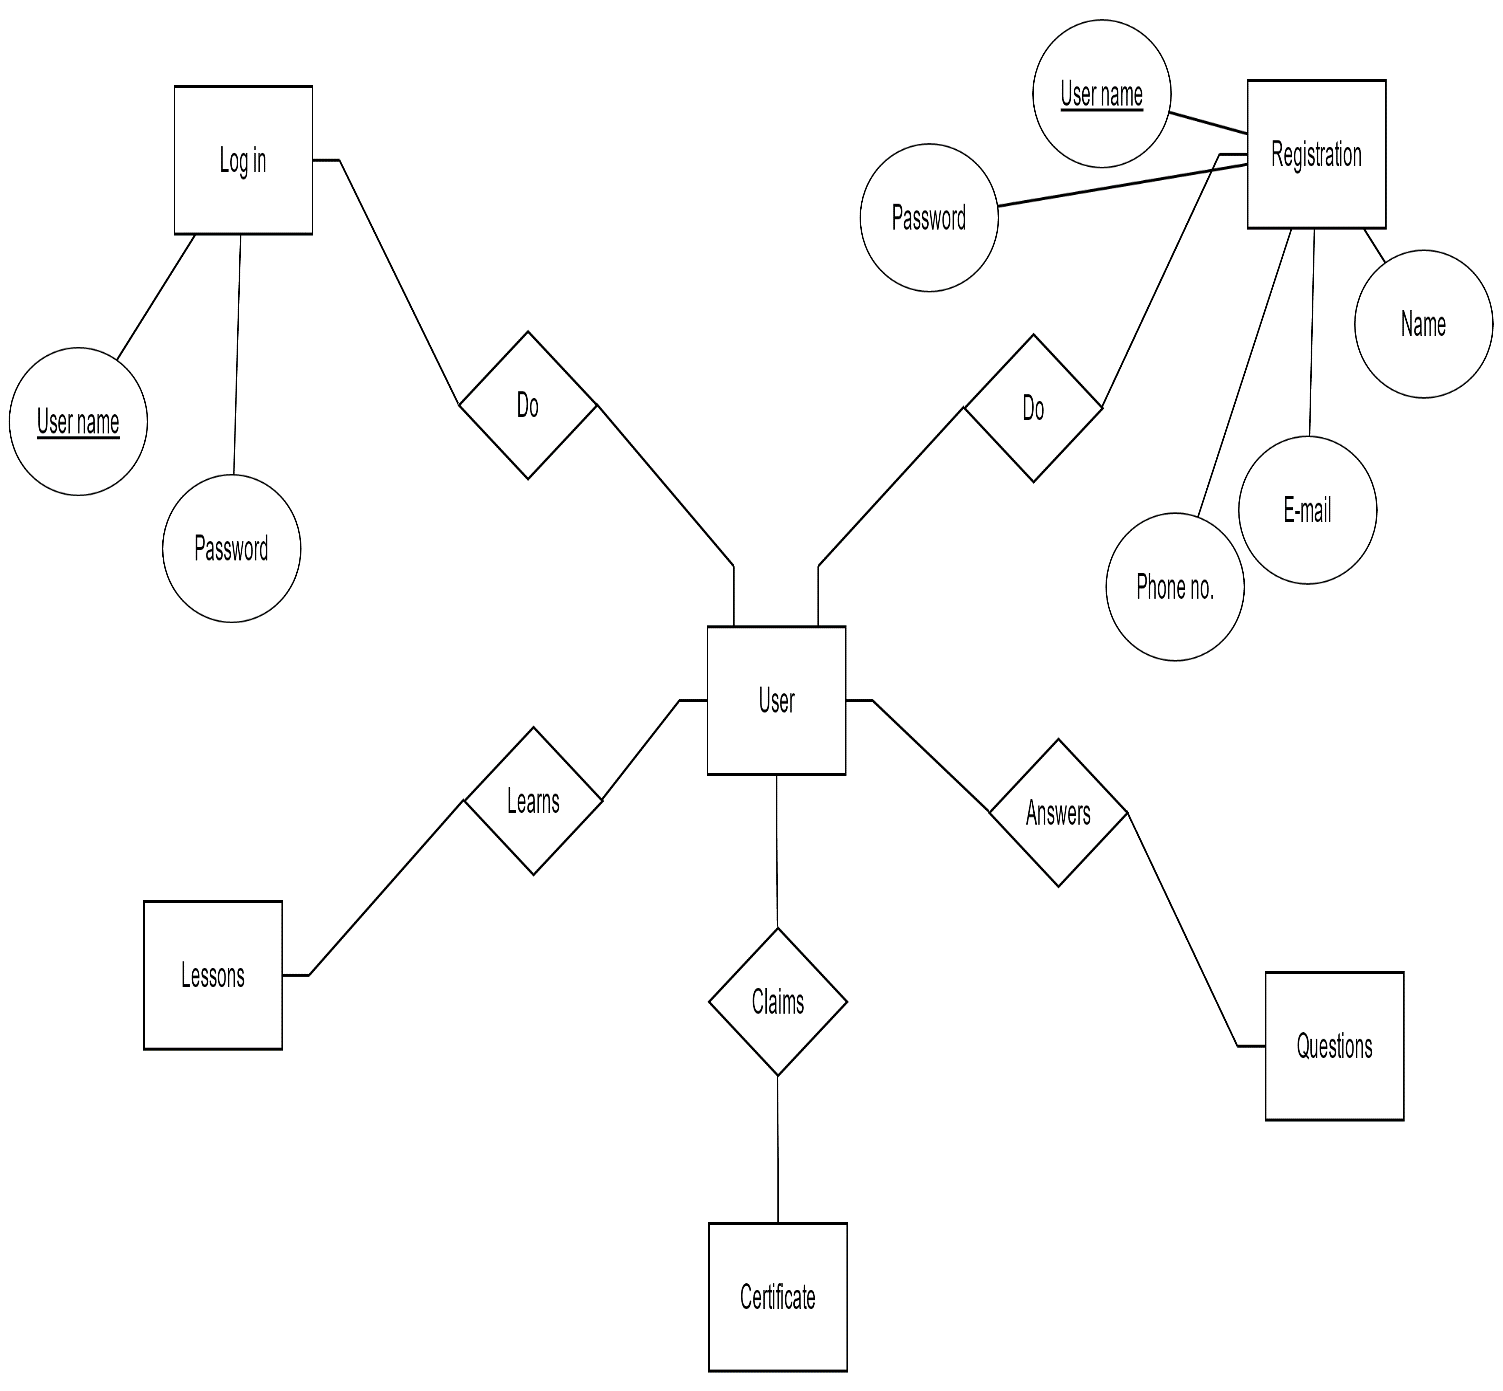 User name
Log in
Registration
Password
Name
Do
Do
User name
E-mail
Password
Phone no.
User
Learns
Answers
Lessons
Claims
Questions
Certificate